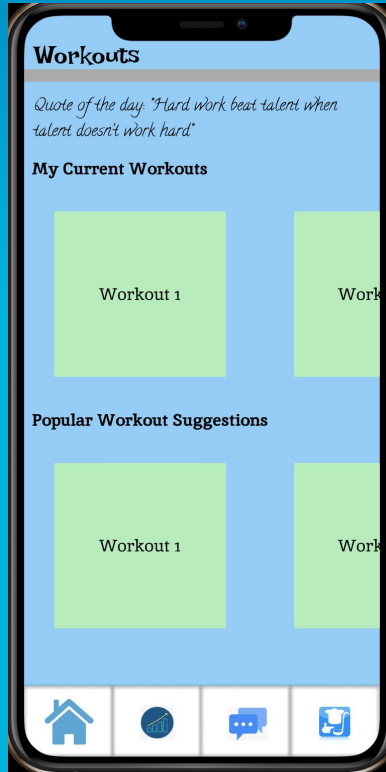 Workouts
Quote of the day: "Hard work beat talent when
talent doesn't work hard"
My Current Workouts
Workout 1
Work
Popular Workout Suggestions
Workout 1
Work